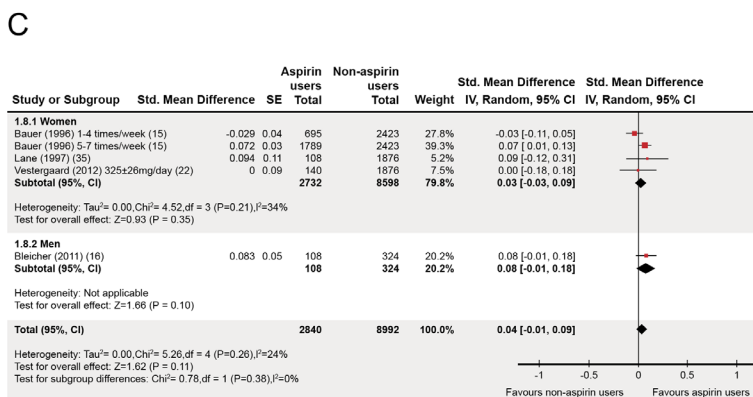 C
Aspirin Non-aspirin
users users Std. Mean Difference Std. Mean Difference
Study or Subgroup Std. Mean Difference SE Total Total Weight IV, Random, 95% CI IV, Random, 95% CI
1.8.1 Women
Bauer (1996) 1-4 times/week (15) -0.029 0.04 695 2423 27.8% -0.03 [-0.11, 0.05]
Bauer (1996) 5-7 times/week (15) 0.072 0.03 1789 2423 39.3% 0.07 [0.01, 0.13]
Lane (1997) (35) 0.094 0.11 108 1876 5.2% 0.09 [-0.12, 0.31]
Vestergaard (2012) 325±26mg/day (22) 0 0.09 140 1876 7.5% 0.00 [-0.18, 0.18]
Subtotal (95%, CI) 2732 8598 79.8% 0.03 [-0.03, 0.09]
Heterogeneity: Tau²= 0.00,Chi²= 4.52,df = 3 (P=0.21),I²=34%
Test for overall effect: Z=0.93 (P = 0.35)
1.8.2 Men
Bleicher (2011) (16) 0.083 0.05 108 324 20.2% 0.08 [-0.01, 0.18]
Subtotal (95%, CI) 108 324 20.2% 0.08 [-0.01, 0.18]
Heterogeneity: Not applicable
Test for overall effect: Z=1.66 (P = 0.10)
Total (95%, CI) 2840 8992 100.0% 0.04 [-0.01, 0.09]
Heterogeneity: Tau²= 0.00,Chi²= 5.26,df = 4 (P=0.26),I²=24%
Test for overall effect: Z=1.62 (P = 0.11)
Test for subgroup differences: Chi²= 0.78,df = 1 (P=0.38),I²=0%
-1 -0.5 0 0.5 1
Favours non-aspirin users Favours aspirin users